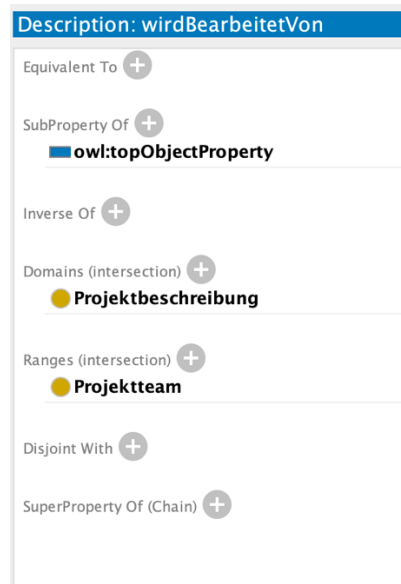 Description: wirdBearbeitetVon
Equivalent To
SubProperty Of
owl:topObjectProperty
Inverse Of
Domains (intersection)
Projektbeschreibung
Ranges (intersection)
Projektteam
Disjoint With
SuperProperty Of (Chain)